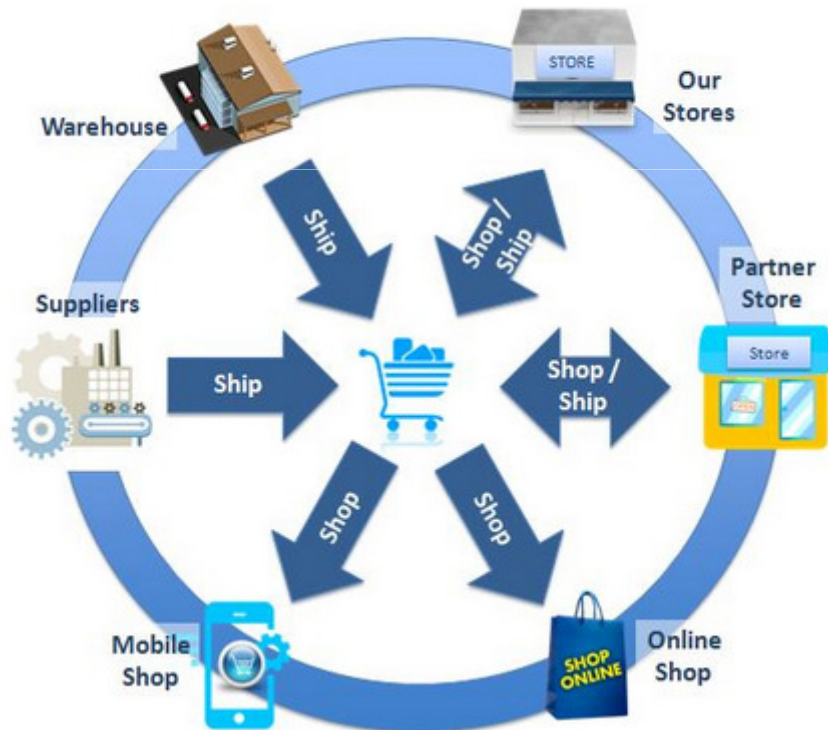 STORE
Our
Stores
Warehouse
Ship
Shop /
Ship
Partner
Store
Suppliers
Store
Ship
Shop /
Ship
OPEN
Shop
Shop
Mobile
Shop
SHOP
ONLINE
Online
Shop